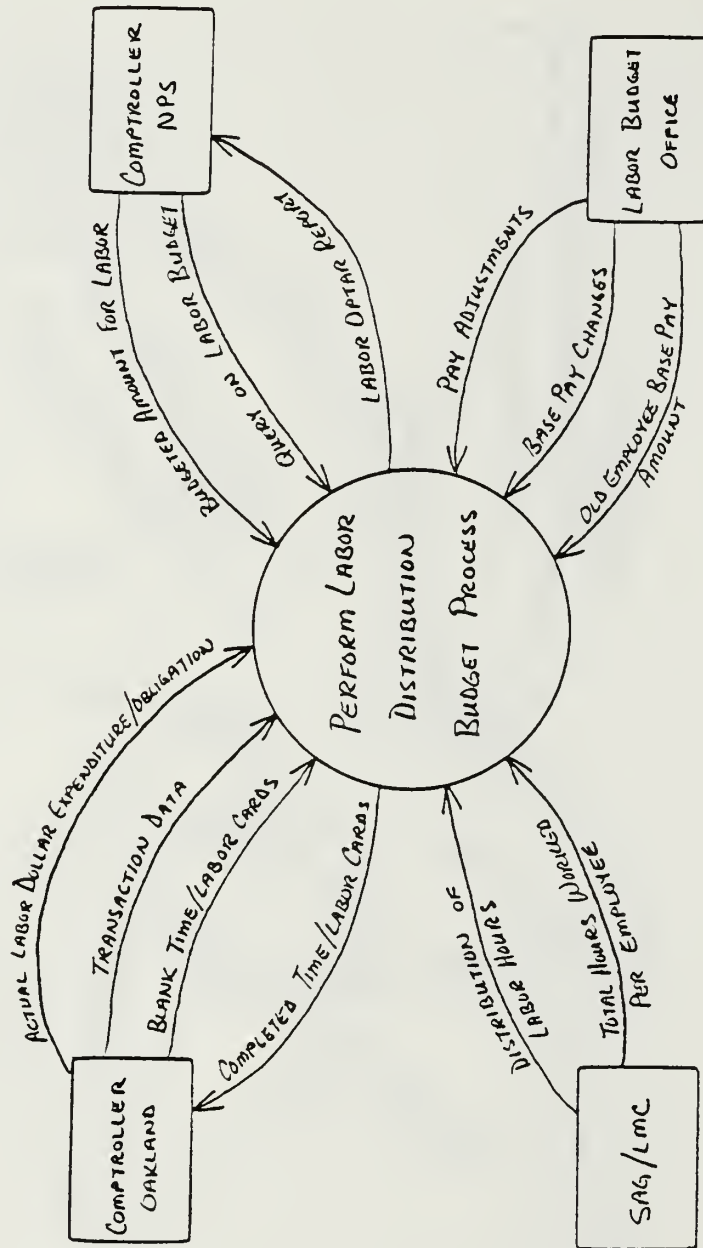 COMPTROLLER
OAKLAND
ACTUAL LABOR DOLLAR EXPENDITURE/OBLIGATION
TRANSACTION DATA
BLANK TIME/LABOR CARDS
COMPLETED TIME/LABOR CARDS
COMPTROLLER
NPS
BUDGETED AMOUNT FOR LABOR
QUERY ON LABOR BUDGET
LABOR OPTAR REPORT
PERFORM LABOR
DISTRIBUTION
BUDGET PROCESS
SAG/LMC
DISTRIBUTION OF
LABOR HOURS
TOTAL HOURS WORKED
PER EMPLOYEE
LABOR BUDGET
OFFICE
PAY ADJUSTMENTS
BASE PAY CHANGES
OLD EMPLOYEE BASE PAY
AMOUNT